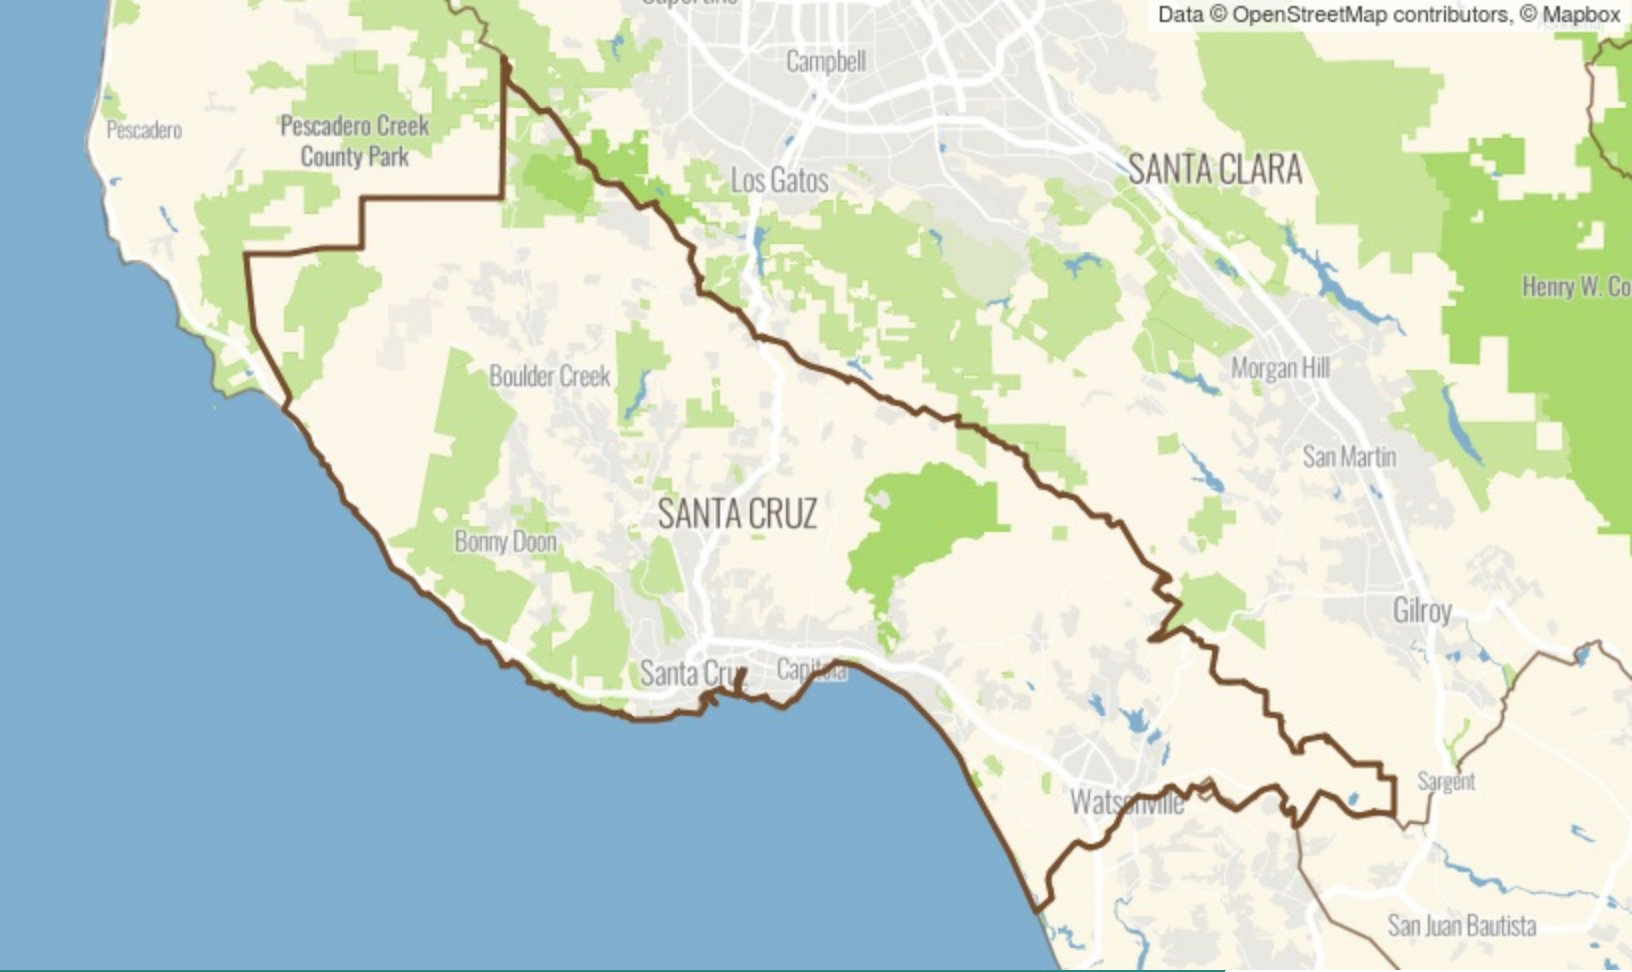 Data © OpenStreetMap contributors, © Mapbox
Campbell
Pescadero
Pescadero Creek
County Park
SANTA CLARA
Los Gatos
Henry W. Co
Boulder Creek
Morgan Hill
San Martin
SANTA CRUZ
Bonny Doon
Gilroy
Santa Cruz
Capitola
Sargent
Watsonville
San Juan Bautista